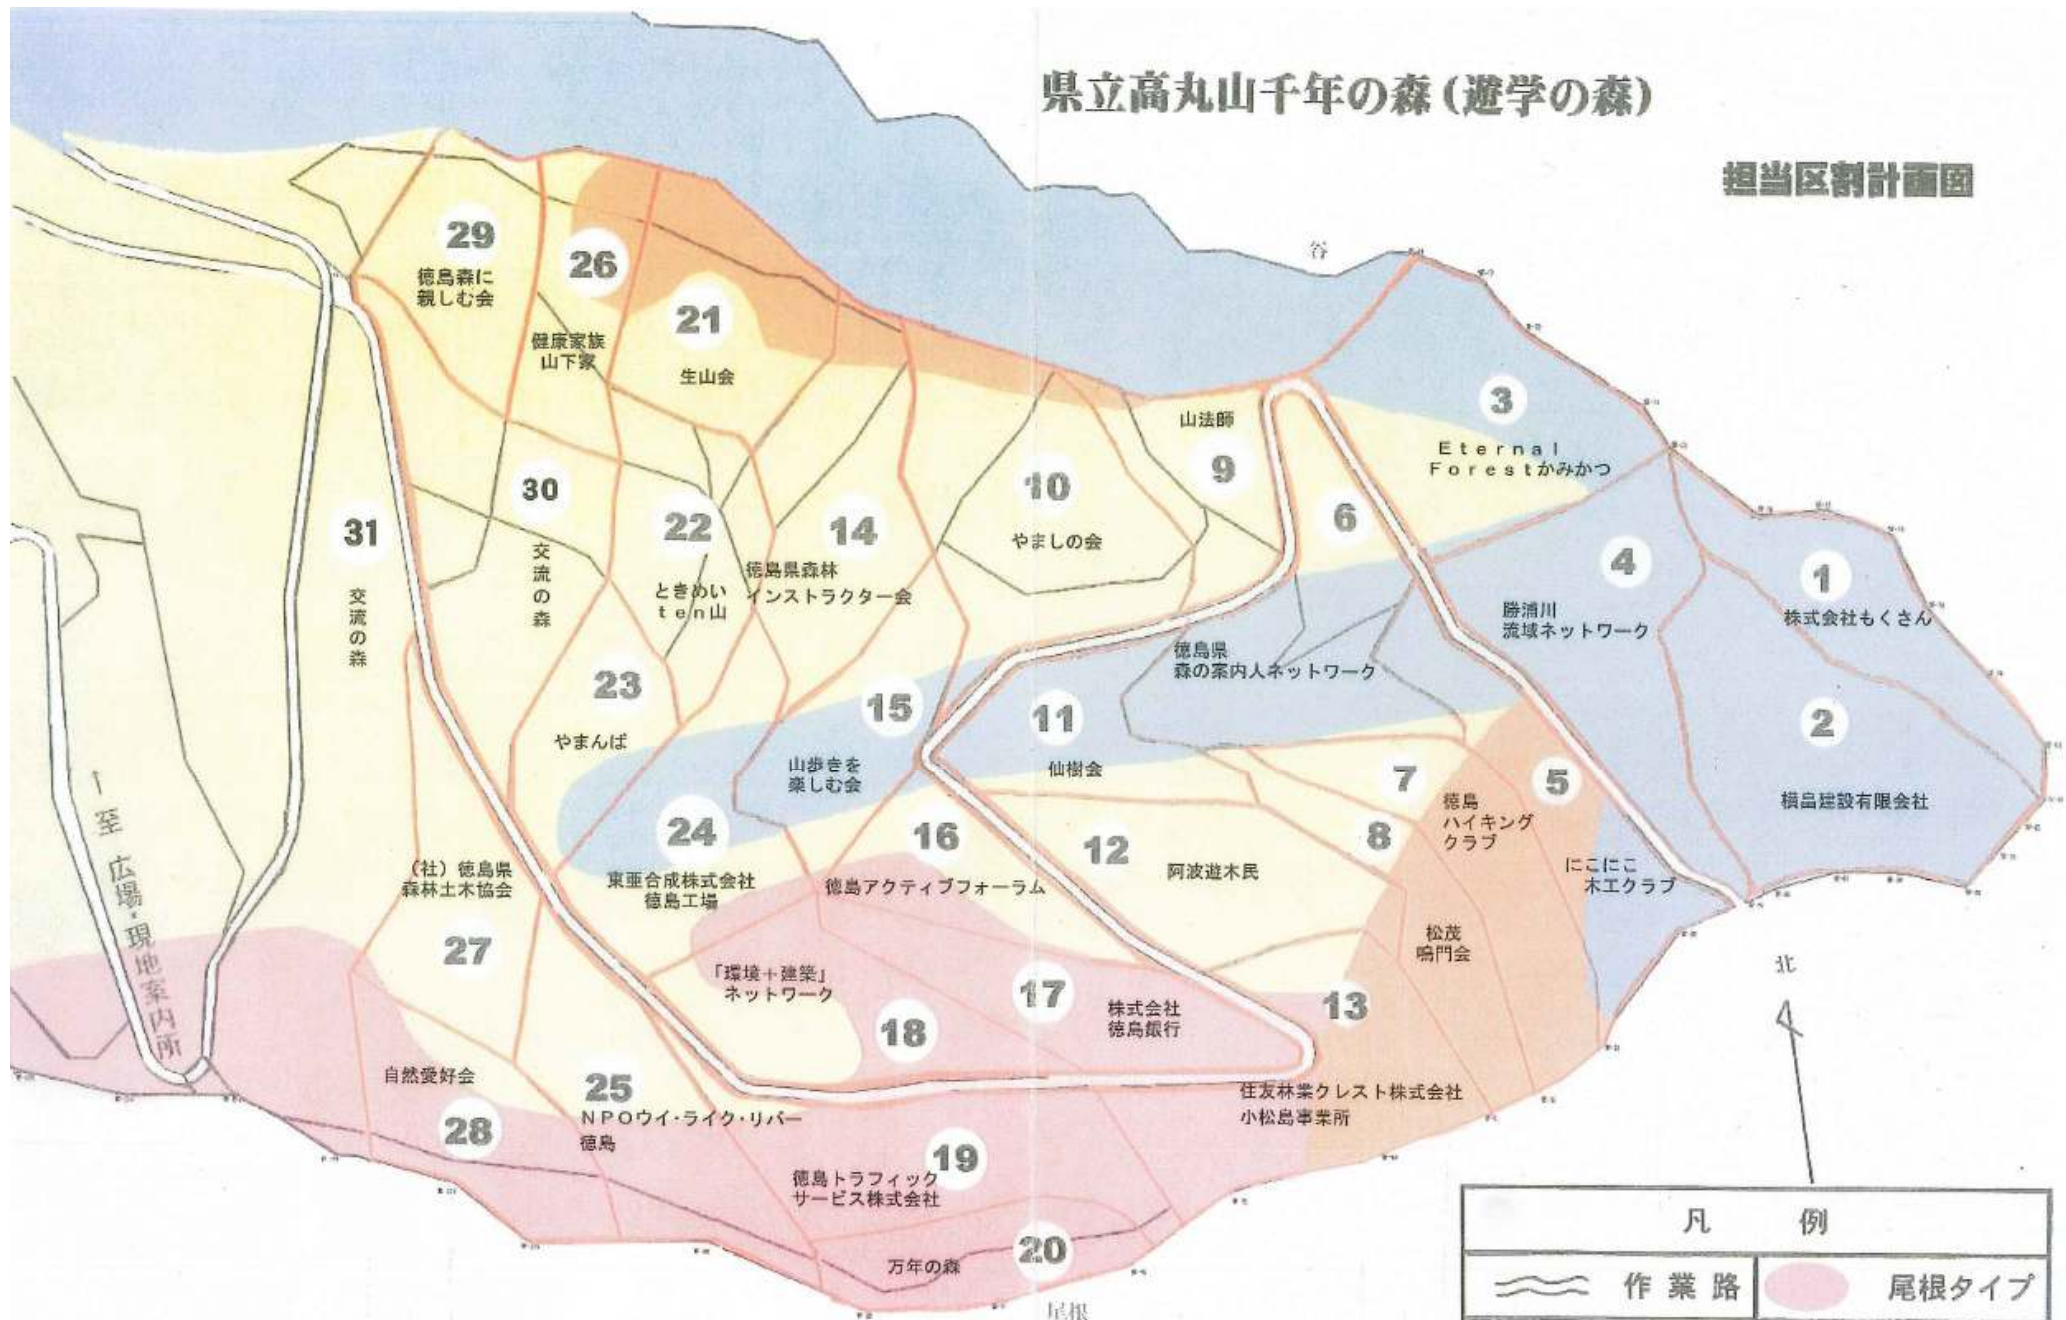 県立高丸山千年の森(遊学の森)
担当区割計画図
谷
29
徳島森に
親しむ会
26
健康家族
山下家
21
生山会
山法師
9
3
Eternal
Forestかみかつ
31
交流の森
30
交流の森
22
ときめい
ten山
14
徳島県森林
インストラクター会
10
やましの会
6
4
勝浦川
流域ネットワーク
1
株式会社もくさん
23
やまんば
15
山歩きを
楽しむ会
11
仙樹会
徳島県
森の案内人ネットワーク
2
横畠建設有限会社
7
徳島
ハイキング
クラブ
5
にこにこ
木工クラブ
8
松茂
鳴門会
24
東亜合成株式会社
徳島工場
16
徳島アクティブフォーラム
12
阿波遊木民
(社)徳島県
森林土木協会
27
至 広場・現地案内所
「環境+建築」
ネットワーク
18
17
株式会社
徳島銀行
13
住友林業クレスト株式会社
小松島事業所
北
自然愛好会
28
25
NPOウイ・ライク・リバー
徳島
19
徳島トラフィック
サービス株式会社
万年の森
20
尾根
凡 例
作業路
尾根タイプ